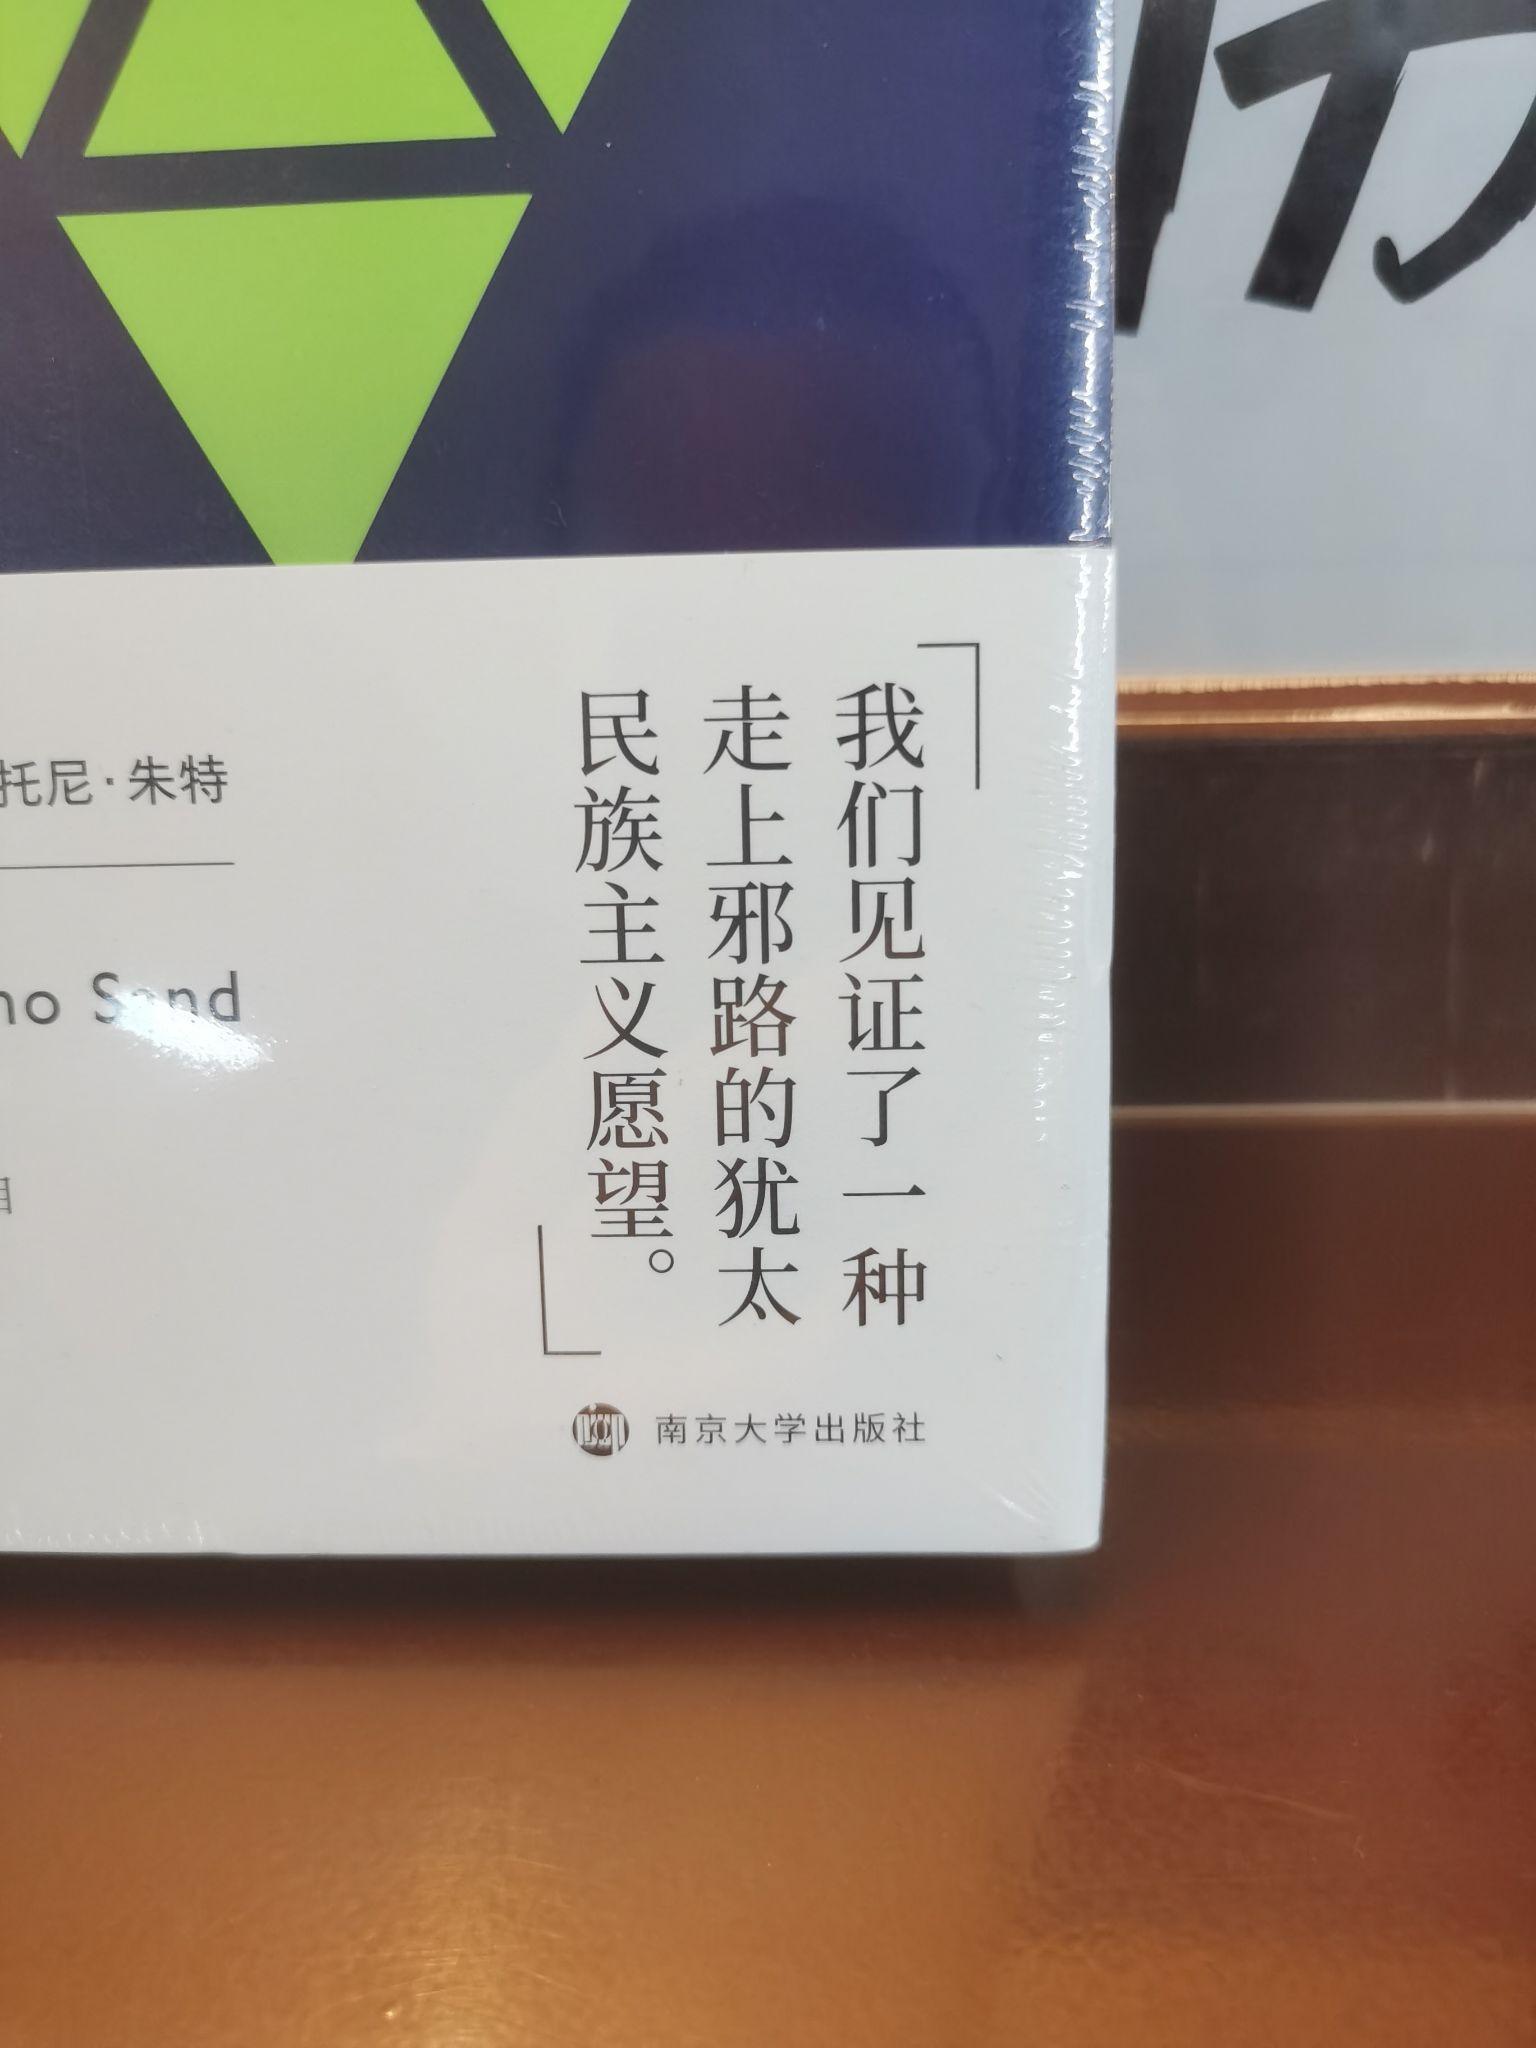 我们见证了一种
走上邪路的犹太
民族主义愿望。
托尼·朱特
Sand
南京大学出版社